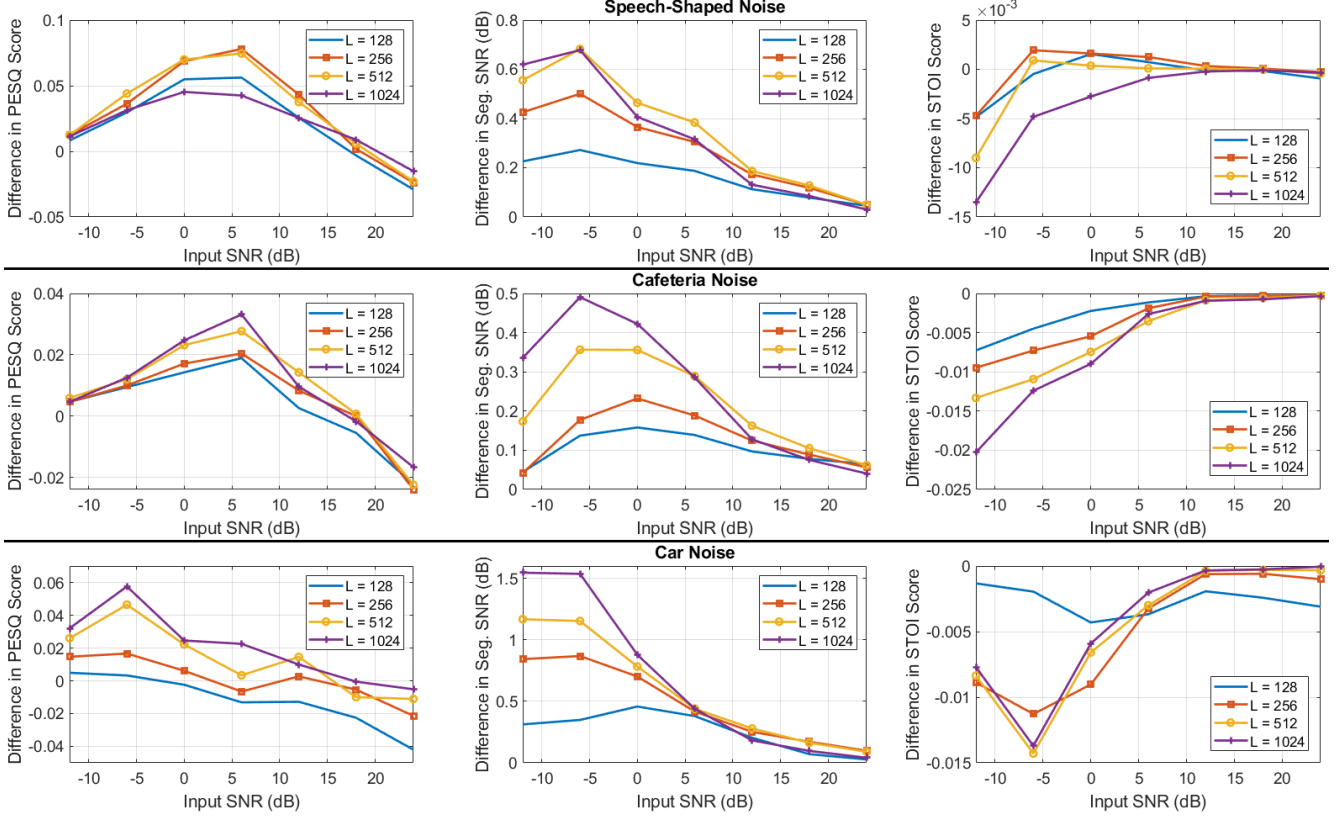 Speech-Shaped Noise
Difference in PESQ Score
0.1
0.05
0
-0.05
-10 -5 0 5 10 15 20
Input SNR (dB)
L = 128
L = 256
L = 512
L = 1024
Difference in Seg. SNR (dB)
0.8
0.6
0.4
0.2
0
-10 -5 0 5 10 15 20
Input SNR (dB)
L = 128
L = 256
L = 512
L = 1024
Difference in STOI Score
×10-3
5
0
-5
-10
-15
-10 -5 0 5 10 15 20
Input SNR (dB)
L = 128
L = 256
L = 512
L = 1024
Cafeteria Noise
Difference in PESQ Score
0.04
0.02
0
-0.02
-10 -5 0 5 10 15 20
Input SNR (dB)
L = 128
L = 256
L = 512
L = 1024
Difference in Seg. SNR (dB)
0.5
0.4
0.3
0.2
0.1
0
-10 -5 0 5 10 15 20
Input SNR (dB)
L = 128
L = 256
L = 512
L = 1024
Difference in STOI Score
0
-0.005
-0.01
-0.015
-0.02
-0.025
-10 -5 0 5 10 15 20
Input SNR (dB)
L = 128
L = 256
L = 512
L = 1024
Car Noise
Difference in PESQ Score
0.06
0.04
0.02
0
-0.02
-0.04
-10 -5 0 5 10 15 20
Input SNR (dB)
L = 128
L = 256
L = 512
L = 1024
Difference in Seg. SNR (dB)
1.5
1
0.5
0
-10 -5 0 5 10 15 20
Input SNR (dB)
L = 128
L = 256
L = 512
L = 1024
Difference in STOI Score
0
-0.005
-0.01
-0.015
-10 -5 0 5 10 15 20
Input SNR (dB)
L = 128
L = 256
L = 512
L = 1024